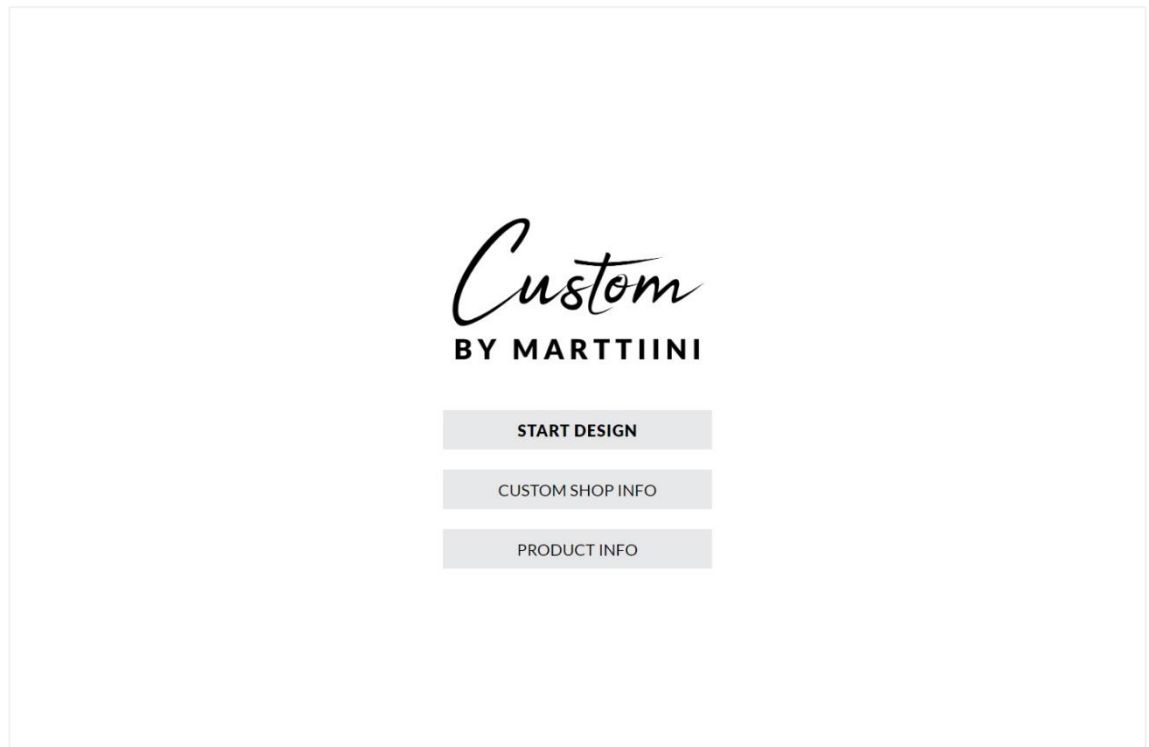 Custom
BY MARTTIINI
START DESIGN
CUSTOM SHOP INFO
PRODUCT INFO